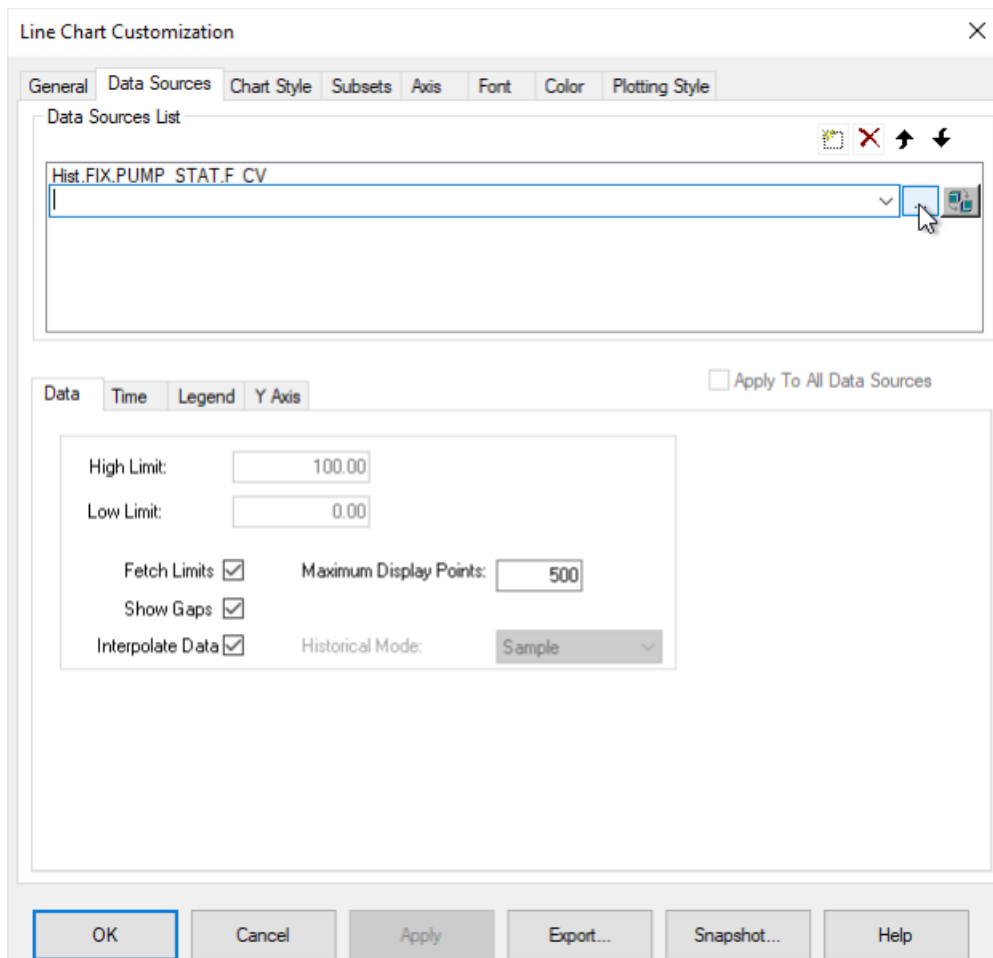 Line Chart Customization
General Data Sources Chart Style Subsets Axis Font Color Plotting Style
Data Sources List
Hist.FIX.PUMP_STAT.F_CV
...
Data Time Legend Y Axis
Apply To All Data Sources
High Limit: 100.00
Low Limit: 0.00
Fetch Limits Maximum Display Points: 500
Show Gaps
Interpolate Data Historical Mode: Sample
OK Cancel Apply Export... Snapshot... Help